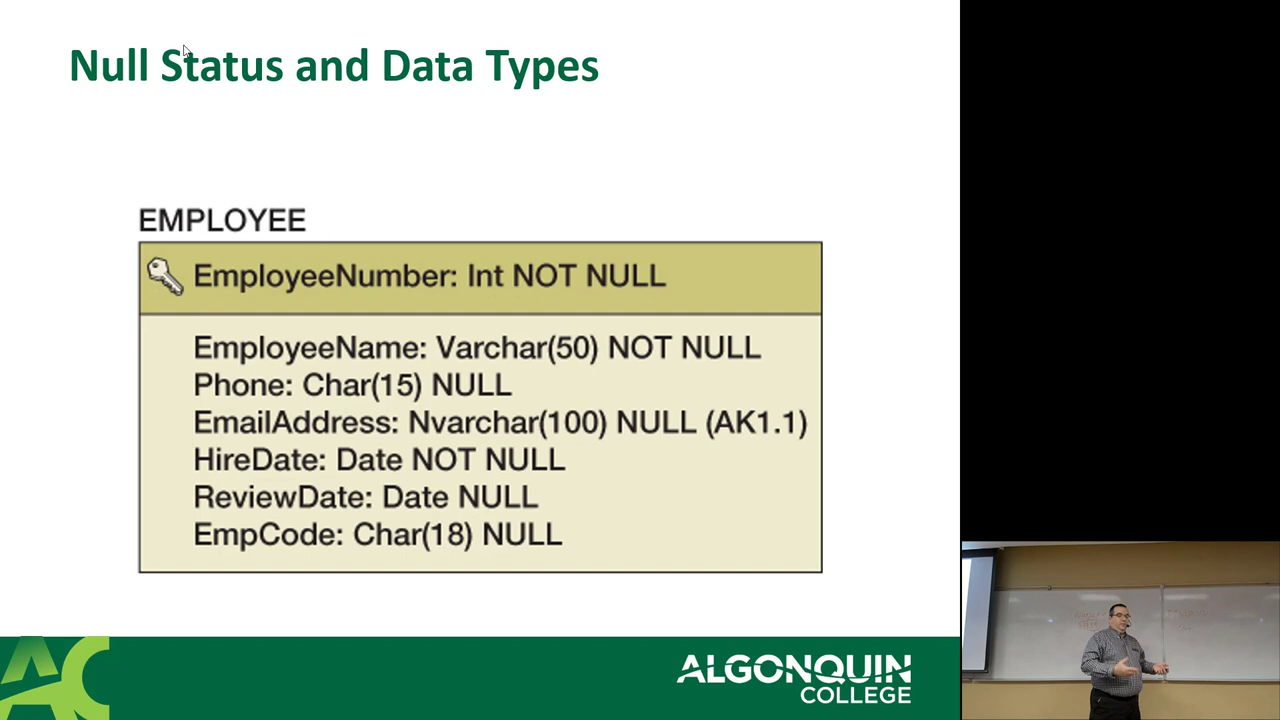 Null Status and Data Types
EMPLOYEE
EmployeeNumber: Int NOT NULL
EmployeeName: Varchar(50) NOT NULL
Phone: Char(15) NULL
EmailAddress: Nvarchar(100) NULL (AK1.1)
HireDate: Date NOT NULL
ReviewDate: Date NULL
EmpCode: Char(18) NULL
AC
ALGONQUIN
COLLEGE